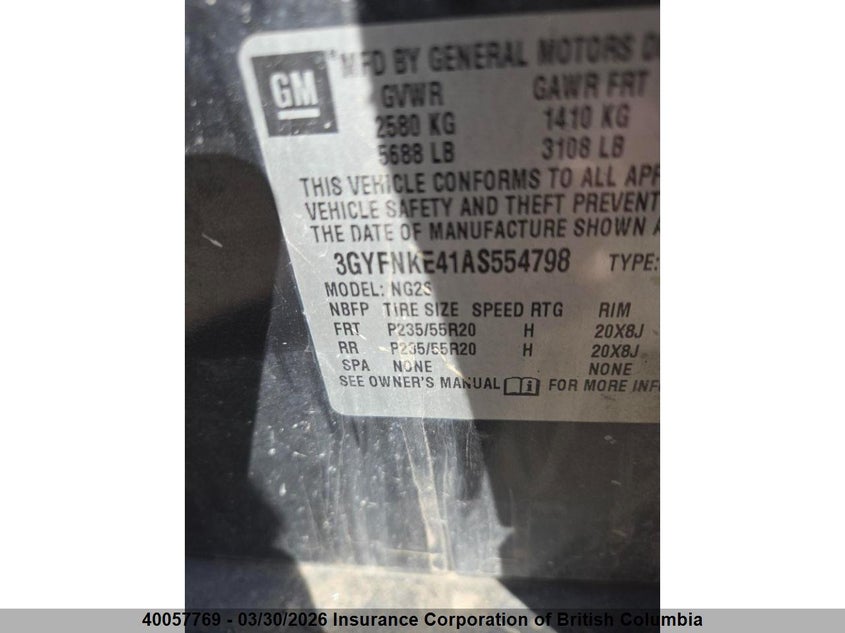 GM
MFD BY GENERAL MOTORS
GVWR GAWR FRT
2580 KG 1410 KG
5688 LB 3108 LB
THIS VEHICLE CONFORMS TO ALL APP
VEHICLE SAFETY AND THEFT PREVENT
THE DATE OF MANUFACTURE SHOWN A
3GYFNKE41AS554798 TYPE:
MODEL: NG26
NBFP TIRE SIZE SPEED RTG RIM
FRT P235/55R20 H 20X8J
RR P235/55R20 H 20X8J
SPA NONE NONE
SEE OWNER'S MANUAL FOR MORE INF
40057769 - 03/30/2026 Insurance Corporation of British Columbia